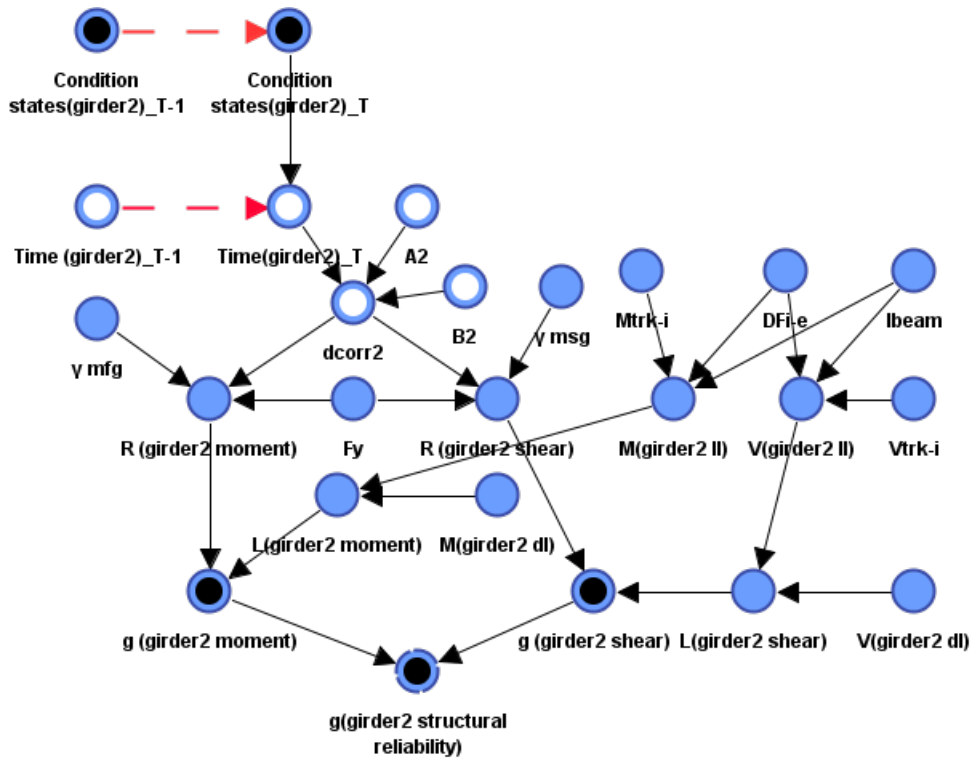 Condition
states(girder2)_T-1
Condition
states(girder2)_T
Time (girder2)_T-1
Time(girder2)_T
A2
B2
γ msg
Mtrk-i
DFi-e
Ibeam
γ mfg
dcorr2
R (girder2 moment)
Fy
R (girder2 shear)
M(girder2 ll)
V(girder2 ll)
Vtrk-i
L(girder2 moment)
M(girder2 dl)
g (girder2 moment)
g (girder2 shear)
L(girder2 shear)
V(girder2 dl)
g(girder2 structural
reliability)